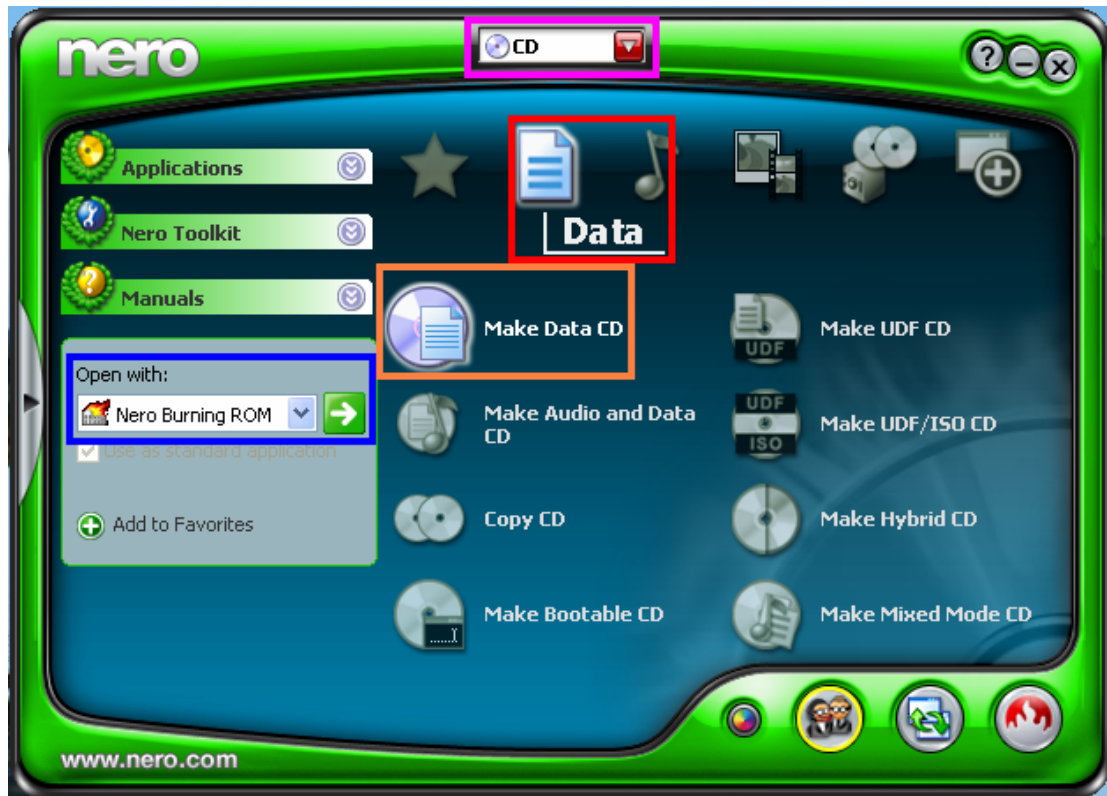 nero
CD
?
Applications
Nero Toolkit
Manuals
Open with:
Nero Burning ROM
Use as standard application
Add to Favorites
Data
Make Data CD
Make UDF CD
UDF
Make Audio and Data
CD
Make UDF/ISO CD
UDF
ISO
Copy CD
Make Hybrid CD
Make Bootable CD
Make Mixed Mode CD
www.nero.com